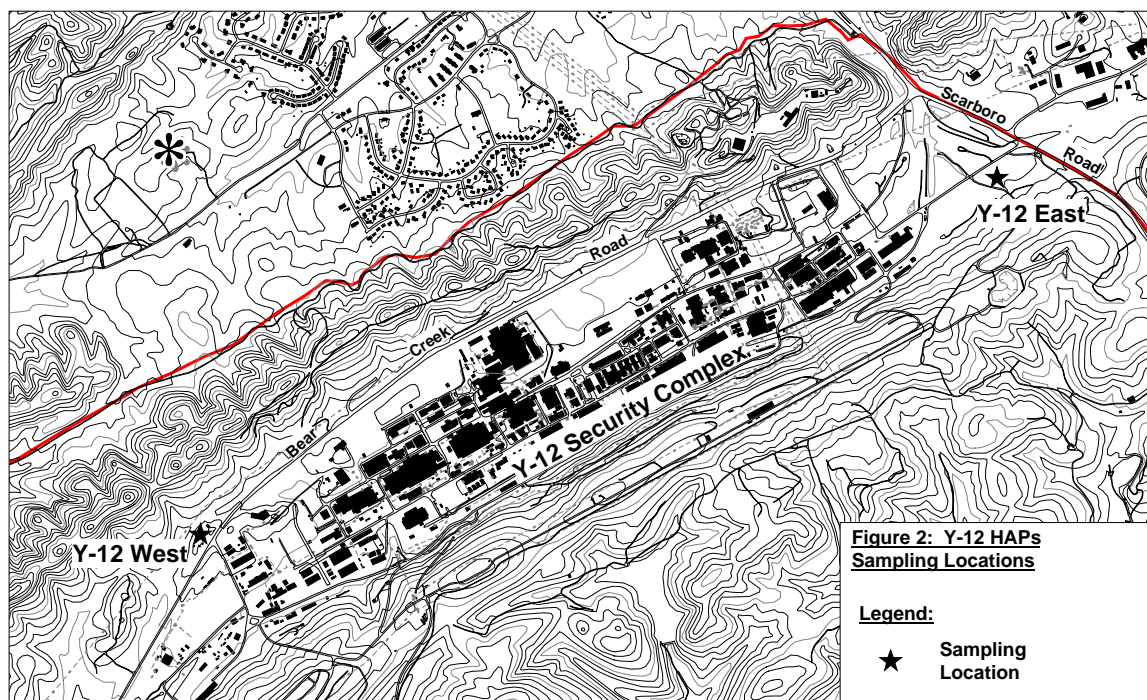 Scarboro
Road
Y-12 East
Road
Creek
Bear
Y-12 Security Complex
Y-12 West
Figure 2: Y-12 HAPs
Sampling Locations
Legend:
Sampling
Location